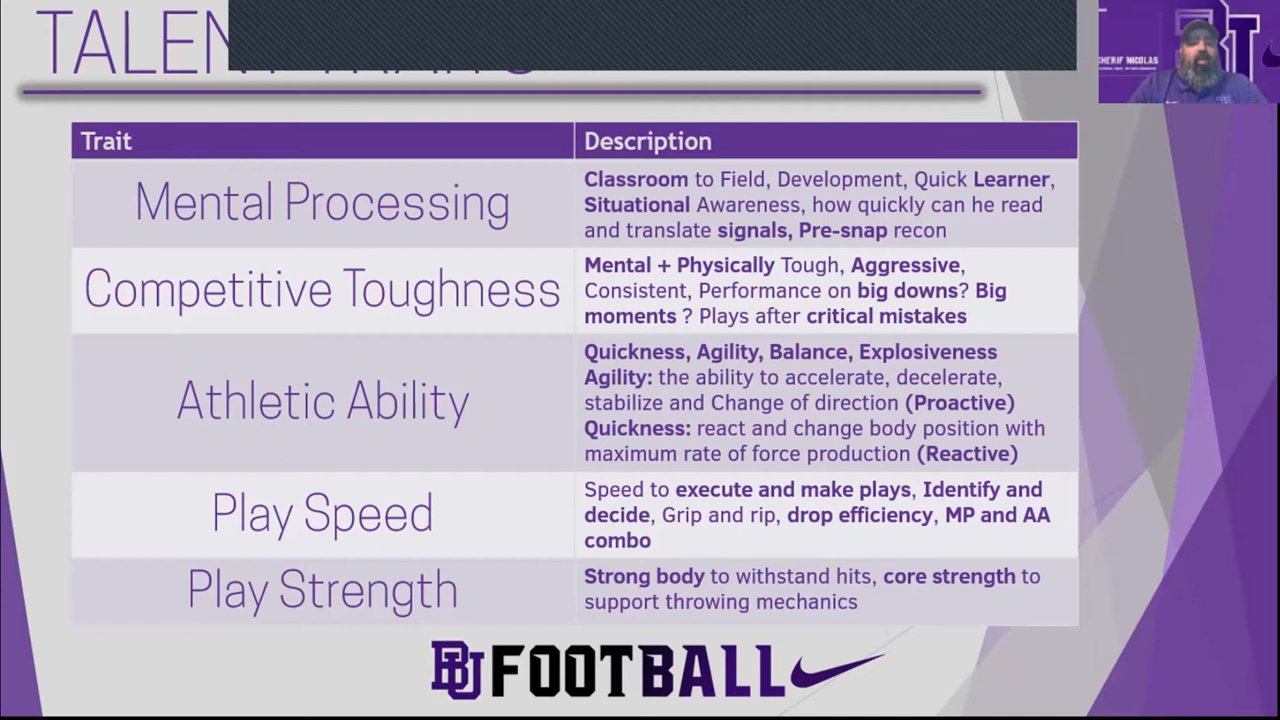 TALENT TRAITS
CHERIF NICOLAS
Trait Description
Mental Processing
Classroom to Field, Development, Quick Learner,
Situational Awareness, how quickly can he read
and translate signals, Pre-snap recon
Competitive Toughness
Mental + Physically Tough, Aggressive,
Consistent, Performance on big downs? Big
moments ? Plays after critical mistakes
Athletic Ability
Quickness, Agility, Balance, Explosiveness
Agility: the ability to accelerate, decelerate,
stabilize and Change of direction (Proactive)
Quickness: react and change body position with
maximum rate of force production (Reactive)
Play Speed
Speed to execute and make plays, Identify and
decide, Grip and rip, drop efficiency, MP and AA
combo
Play Strength
Strong body to withstand hits, core strength to
support throwing mechanics
BU FOOTBALL